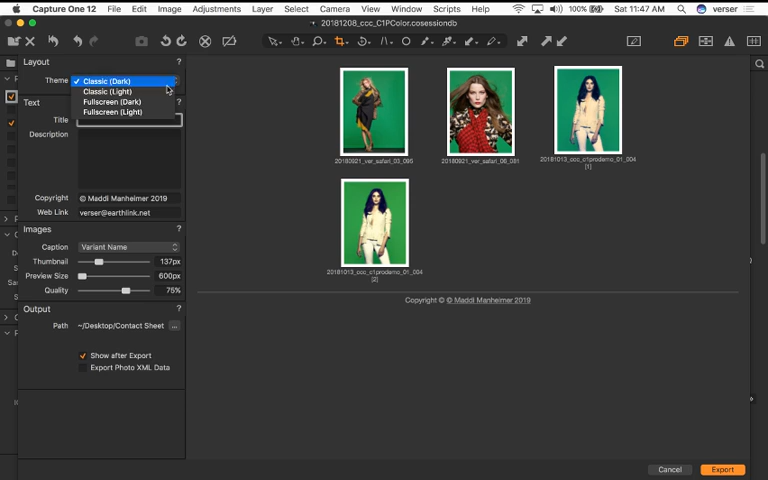 Capture One 12 File Edit Image Adjustments Layer Select Camera View Window Scripts Help 100% Sat 11:47 AM verser
20181208_ccc_C1PColor.cosessiondb
Layout ?
Theme ✓ Classic (Dark)
Classic (Light)
Fullscreen (Dark)
Fullscreen (Light)
Text ?
Title
Description
Copyright © Maddi Manheimer 2019
Web Link verser@earthlink.net
Images ?
Caption Variant Name
Thumbnail 137px
Preview Size 600px
Quality 75%
Output ?
Path ~/Desktop/Contact Sheet ...
Show after Export
Export Photo XML Data
20180921_ver_safari_03_095
20180921_ver_safari_06_081
20181013_ccc_c1prodemo_01_004
[1]
20181013_ccc_c1prodemo_01_004
[2]
Copyright © © Maddi Manheimer 2019
Cancel Export